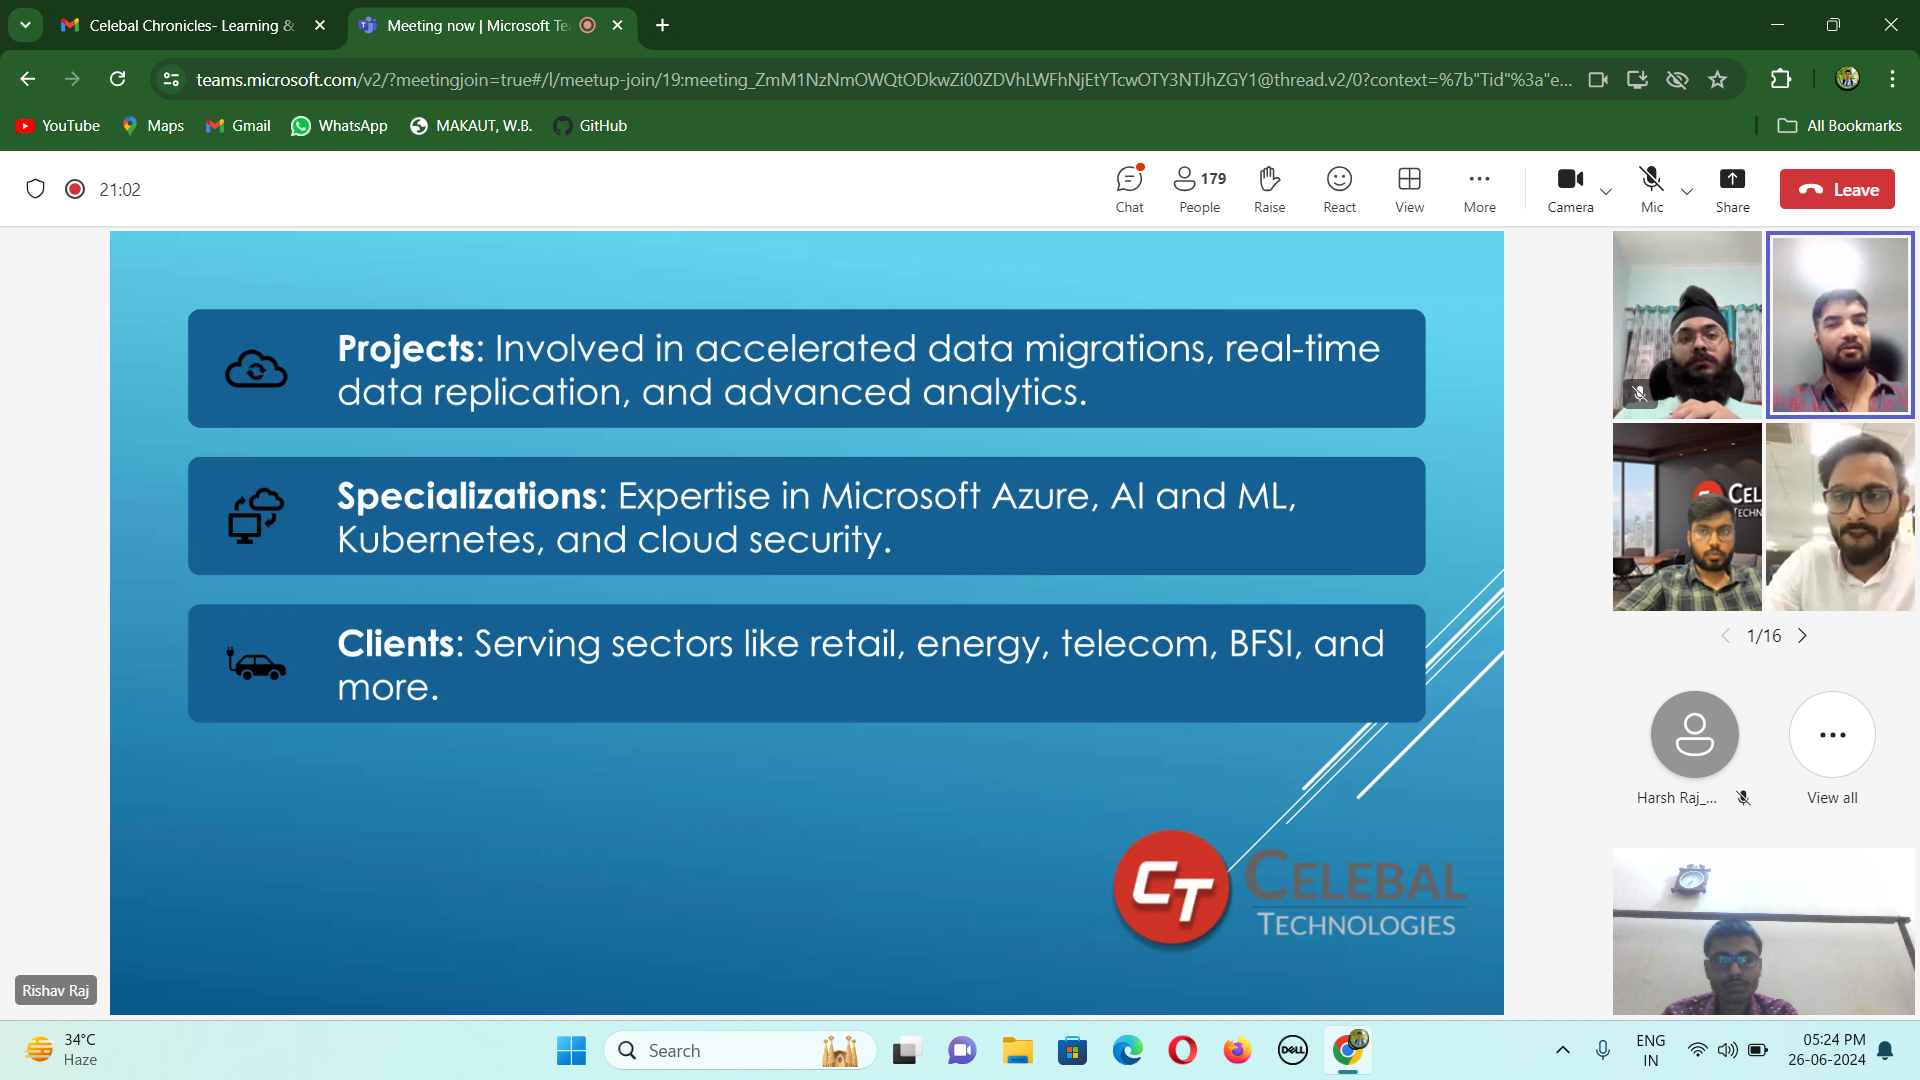 Celebal Chronicles- Learning &
Meeting now | Microsoft Te
teams.microsoft.com/v2/?meetingjoin=true#/l/meetup-join/19:meeting_ZmM1NzNmOWQtODkwZi00ZDVhLWFhNjEtYTcwOTY3NTJhZGY1@thread.v2/0?context=%7b"Tid"%3a"e...
YouTube Maps Gmail WhatsApp MAKAUT, W.B. GitHub All Bookmarks
21:02
179
Chat People Raise React View More Camera Mic Share Leave
Projects: Involved in accelerated data migrations, real-time
data replication, and advanced analytics.
Specializations: Expertise in Microsoft Azure, AI and ML,
Kubernetes, and cloud security.
Clients: Serving sectors like retail, energy, telecom, BFSI, and
more.
CT CELEBAL
TECHNOLOGIES
Rishav Raj
CEL
TECHN
1/16
Harsh Raj_...
View all
34°C
Haze
Search
DELL
ENG
IN
05:24 PM
26-06-2024